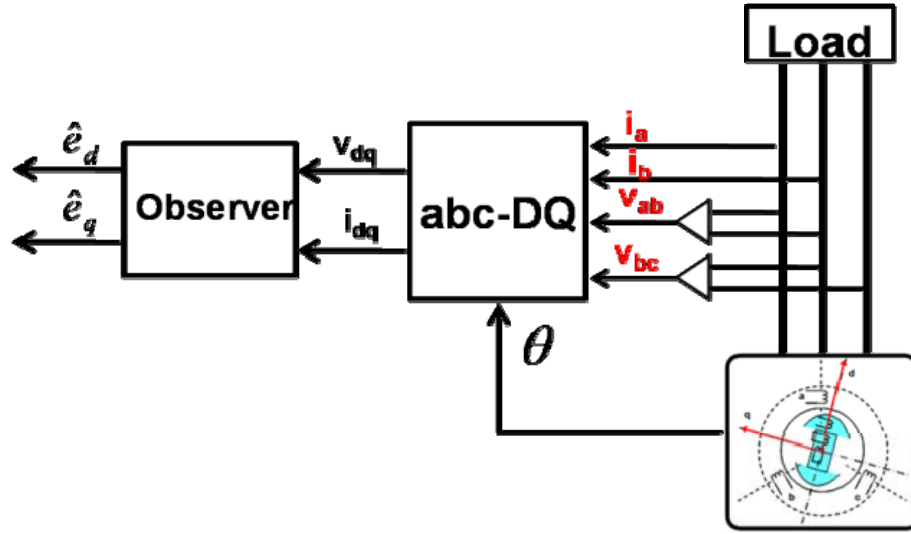 Load
i_a
i_b
v_ab
v_bc
abc-DQ
v_dq
i_dq
Observer
ê_d
ê_q
θ
d
a
q
b
c